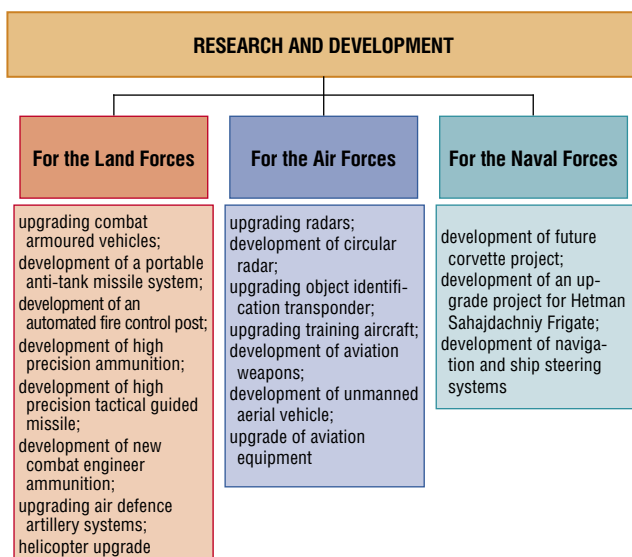 RESEARCH AND DEVELOPMENT
For the Land Forces
upgrading combat
armoured vehicles;
development of a portable
anti-tank missile system;
development of an
automated fire control post;
development of high
precision ammunition;
development of high
precision tactical guided
missile;
development of new
combat engineer
ammunition;
upgrading air defence
artillery systems;
helicopter upgrade
For the Air Forces
upgrading radars;
development of circular
radar;
upgrading object identifi-
cation transponder;
upgrading training aircraft;
development of aviation
weapons;
development of unmanned
aerial vehicle;
upgrade of aviation
equipment
For the Naval Forces
development of future
corvette project;
development of an up-
grade project for Hetman
Sahajdachniy Frigate;
development of naviga-
tion and ship steering
systems